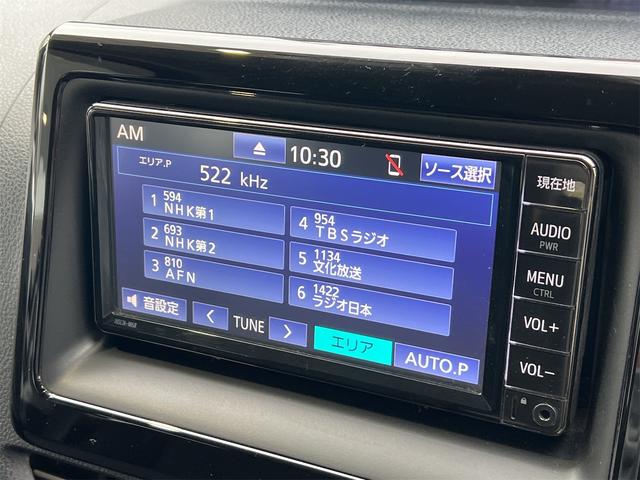 AM
10:30
ソース選択
エリア.P
522 kHz
1 594 NHK第1
2 693 NHK第2
3 810 AFN
4 954 TBSラジオ
5 1134 文化放送
6 1422 ラジオ日本
音設定
< TUNE >
エリア
AUTO.P
現在地
AUDIO
PWR
MENU
CTRL
VOL+
VOL-